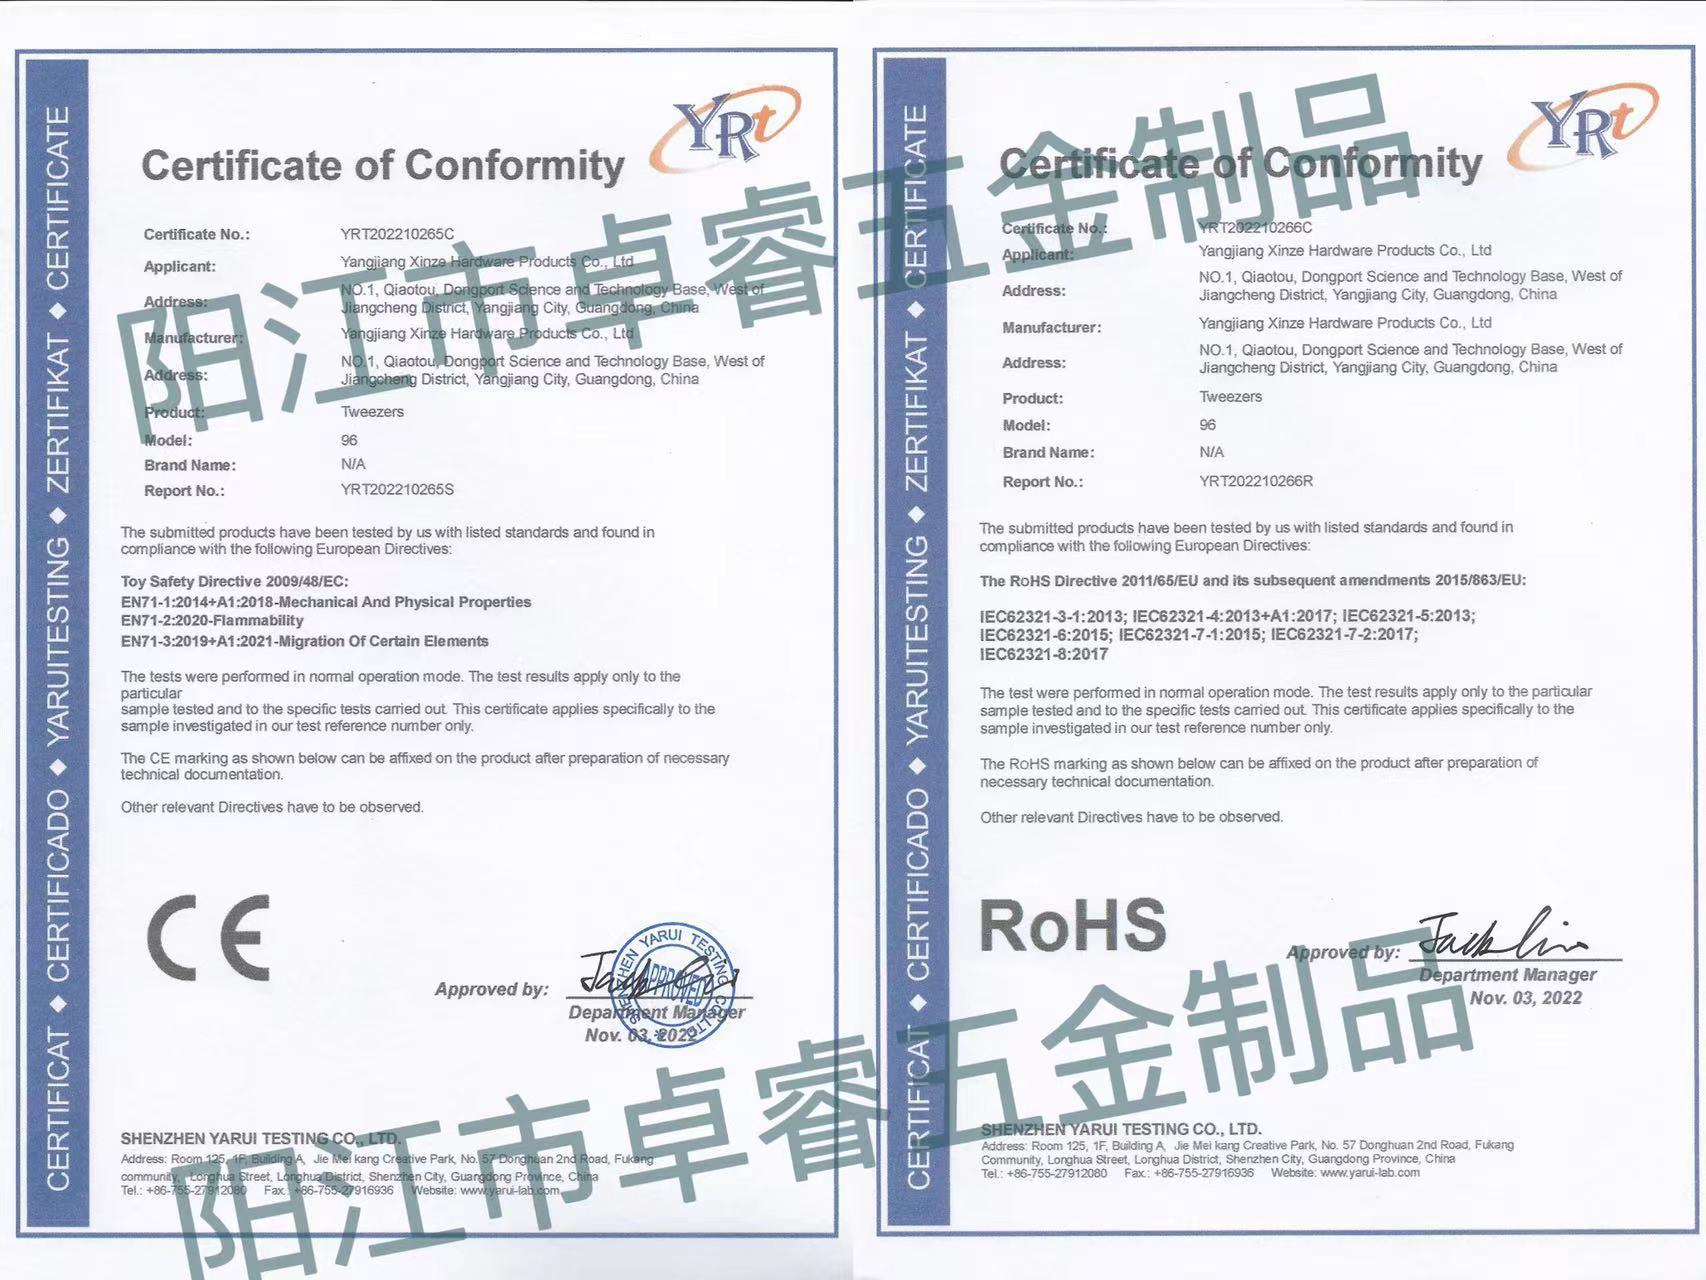 CERTIFICAT ◆ CERTIFICADO ◆ YARUITESTING ◆ ZERTIFIKAT ◆ CERTIFICATE
YRt
Certificate of Conformity
Certificate No.: YRT202210265C
Applicant: Yangjiang Xinze Hardware Products Co., Ltd
Address: NO.1, Qiaotou, Dongport Science and Technology Base, West of
Jiangcheng District, Yangjiang City, Guangdong, China
Manufacturer: Yangjiang Xinze Hardware Products Co., Ltd
Address: NO.1, Qiaotou, Dongport Science and Technology Base, West of
Jiangcheng District, Yangjiang City, Guangdong, China
Product: Tweezers
Model: 96
Brand Name: N/A
Report No.: YRT202210265S
The submitted products have been tested by us with listed standards and found in
compliance with the following European Directives:
Toy Safety Directive 2009/48/EC:
EN71-1:2014+A1:2018-Mechanical And Physical Properties
EN71-2:2020-Flammability
EN71-3:2019+A1:2021-Migration Of Certain Elements
The tests were performed in normal operation mode. The test results apply only to the
particular
sample tested and to the specific tests carried out. This certificate applies specifically to the
sample investigated in our test reference number only.
The CE marking as shown below can be affixed on the product after preparation of necessary
technical documentation.
Other relevant Directives have to be observed.
CE
SHENZHEN YARUI TESTING CO.,LTD
APPROVED
Approved by:
Department Manager
Nov. 03, 2022
SHENZHEN YARUI TESTING CO., LTD.
Address: Room 125, 1F, Building A, Jie Mei kang Creative Park, No. 57 Donghuan 2nd Road, Fukang
community, Longhua Street, Longhua District, Shenzhen City, Guangdong Province, China
Tel.: +86-755-27912080 Fax.: +86-755-27916936 Website: www.yarui-lab.com
CERTIFICAT ◆ CERTIFICADO ◆ YARUITESTING ◆ ZERTIFIKAT ◆ CERTIFICATE
YRt
Certificate of Conformity
Certificate No.: YRT202210266C
Applicant: Yangjiang Xinze Hardware Products Co., Ltd
Address: NO.1, Qiaotou, Dongport Science and Technology Base, West of
Jiangcheng District, Yangjiang City, Guangdong, China
Manufacturer: Yangjiang Xinze Hardware Products Co., Ltd
Address: NO.1, Qiaotou, Dongport Science and Technology Base, West of
Jiangcheng District, Yangjiang City, Guangdong, China
Product: Tweezers
Model: 96
Brand Name: N/A
Report No.: YRT202210266R
The submitted products have been tested by us with listed standards and found in
compliance with the following European Directives:
The RoHS Directive 2011/65/EU and its subsequent amendments 2015/863/EU:
IEC62321-3-1:2013; IEC62321-4:2013+A1:2017; IEC62321-5:2013;
IEC62321-6:2015; IEC62321-7-1:2015; IEC62321-7-2:2017;
IEC62321-8:2017
The test were performed in normal operation mode. The test results apply only to the particular
sample tested and to the specific tests carried out. This certificate applies specifically to the
sample investigated in our test reference number only.
The RoHS marking as shown below can be affixed on the product after preparation of
necessary technical documentation.
Other relevant Directives have to be observed.
RoHS
Approved by: Jack Lin
Department Manager
Nov. 03, 2022
SHENZHEN YARUI TESTING CO., LTD.
Address: Room 125, 1F, Building A, Jie Mei kang Creative Park, No. 57 Donghuan 2nd Road, Fukang
Community, Longhua Street, Longhua District, Shenzhen City, Guangdong Province, China
Tel.: +86-755-27912080 Fax.: +86-755-27916936 Website: www.yarui-lab.com
阳江市卓睿五金制品
阳江市卓睿五金制品